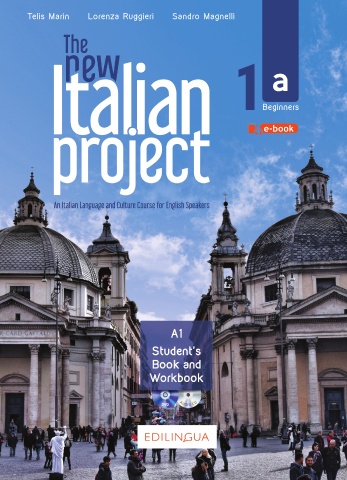 Telis Marin Lorenza Ruggieri Sandro Magnelli
The
new
Italian
project
1 a
Beginners
e-book
An Italian Language and Culture Course for English Speakers
A1
Student's
Book and
Workbook
EDILINGUA